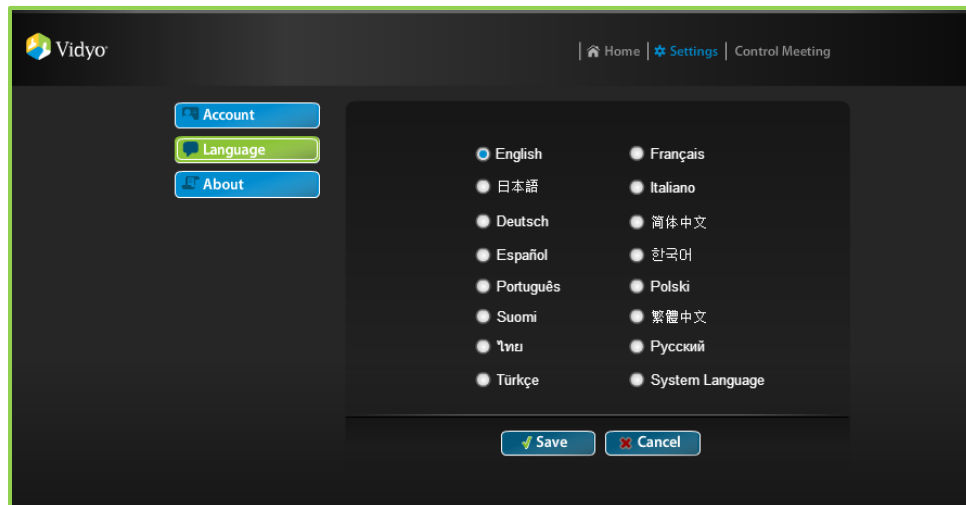 Vidyo
Home Settings Control Meeting
Account
Language
About
English Français
日本語 Italiano
Deutsch 简体中文
Español 한국어
Português Polski
Suomi 繁體中文
ไทย Русский
Türkçe System Language
Save Cancel